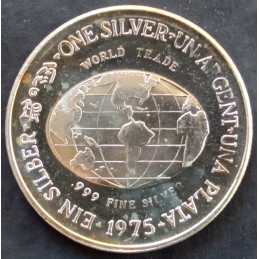 ONE SILVER · UN ARGENT · UNA PLATA · 1975 · EIN SILBER
WORLD TRADE
999 FINE SILVER